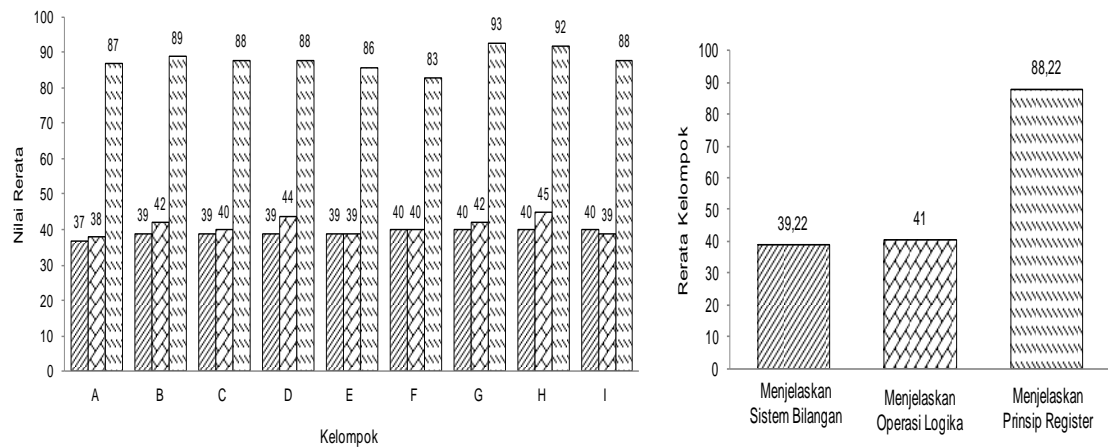 Nilai Rerata
100
90
80
70
60
50
40
30
20
10
0
37 38 87
39 42 89
39 40 88
39 44 88
39 39 86
40 40 83
40 42 93
40 45 92
40 39 88
A B C D E F G H I
Kelompok
Rerata Kelompok
100
90
80
70
60
50
40
30
20
10
0
39,22 41 88,22
Menjelaskan
Sistem Bilangan
Menjelaskan
Operasi Logika
Menjelaskan
Prinsip Register